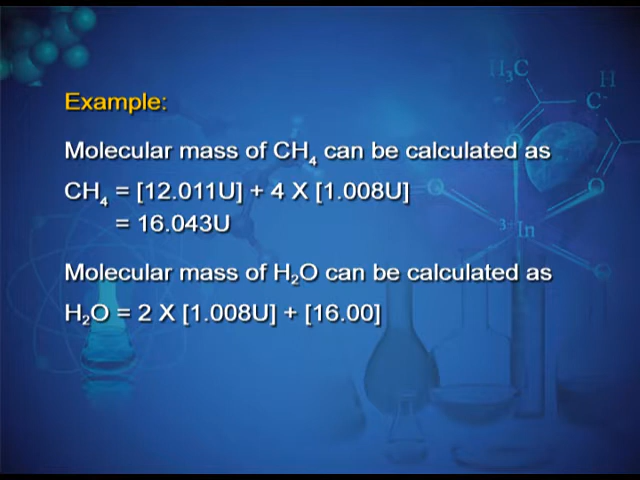 Example:
Molecular mass of CH₄ can be calculated as
CH₄ = [12.011U] + 4 X [1.008U]
= 16.043U
Molecular mass of H₂O can be calculated as
H₂O = 2 X [1.008U] + [16.00]
H₃C
H
C
O
O
O
O
³⁺In